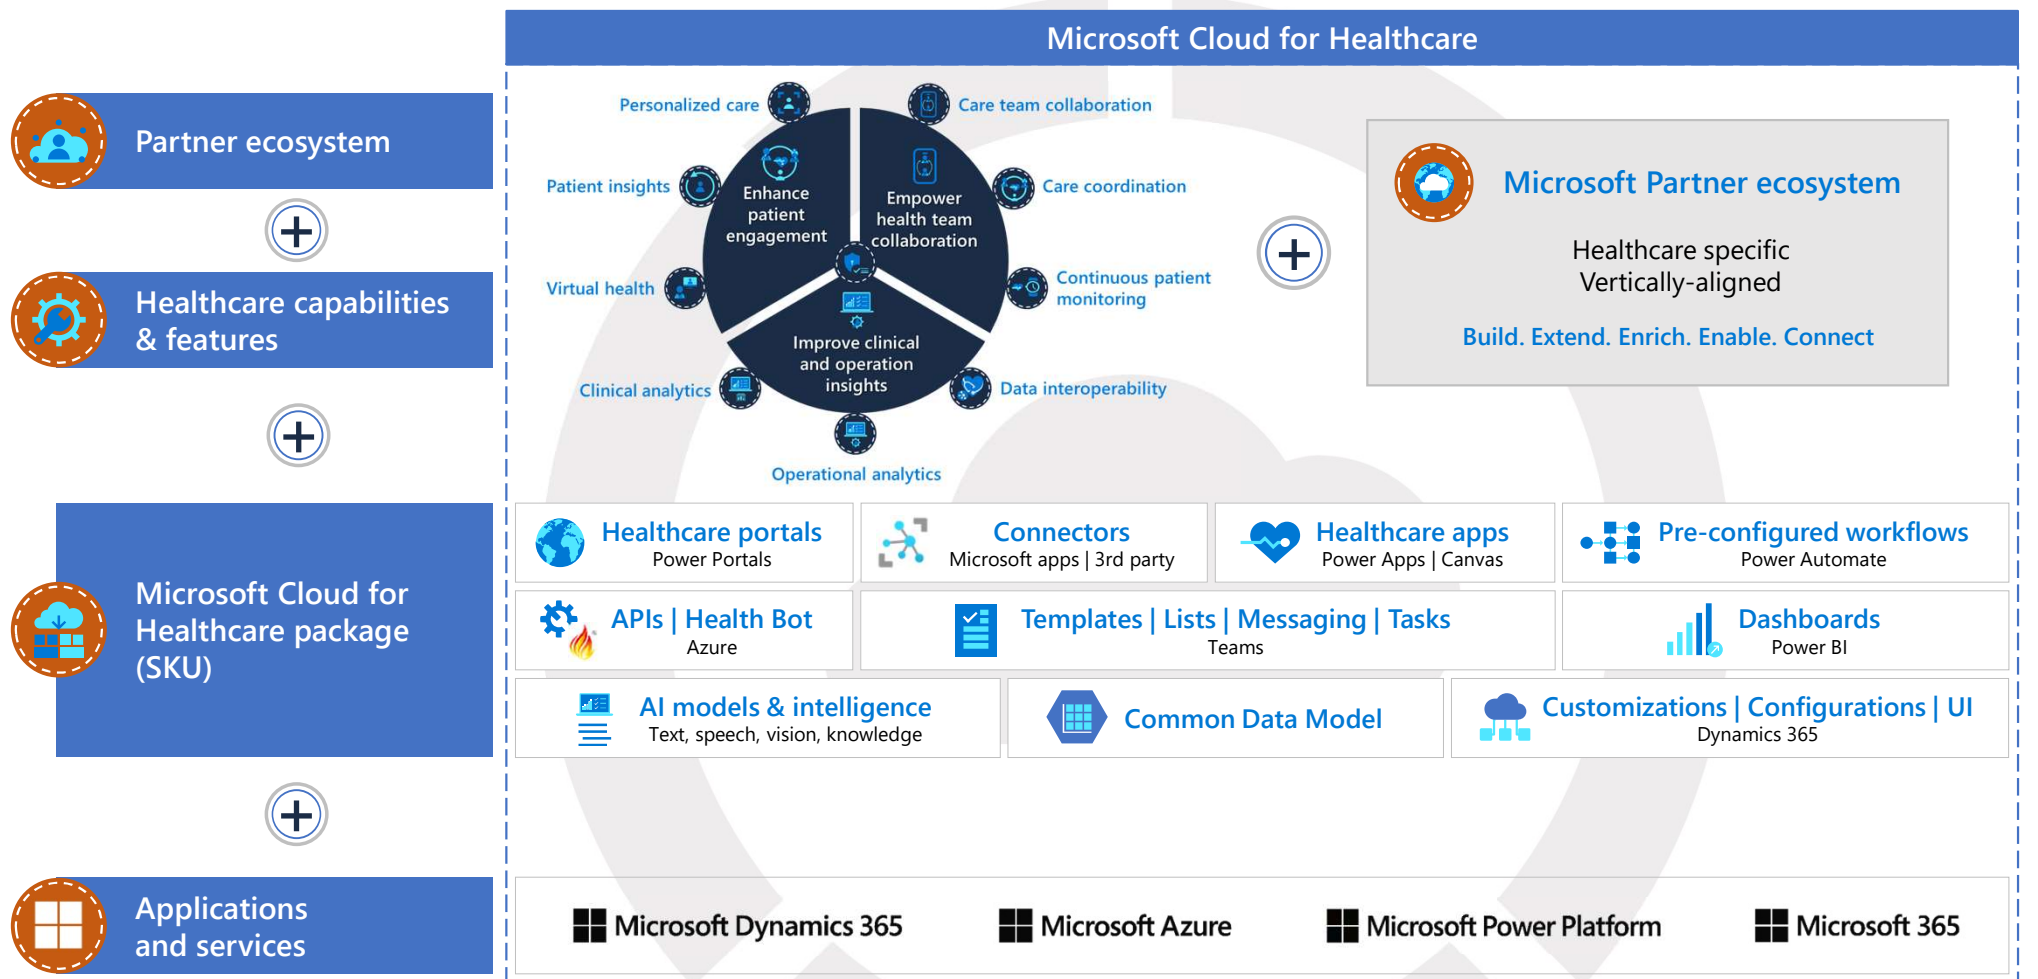 Microsoft Cloud for Healthcare
Partner ecosystem
Healthcare capabilities
& features
Microsoft Cloud for
Healthcare package
(SKU)
Applications
and services
Personalized care
Care team collaboration
Patient insights
Care coordination
Virtual health
Continuous patient
monitoring
Clinical analytics
Data interoperability
Operational analytics
Enhance
patient
engagement
Empower
health team
collaboration
Improve clinical
and operation
insights
Microsoft Partner ecosystem
Healthcare specific
Vertically-aligned
Build. Extend. Enrich. Enable. Connect
Healthcare portals
Power Portals
Connectors
Microsoft apps | 3rd party
Healthcare apps
Power Apps | Canvas
Pre-configured workflows
Power Automate
APIs | Health Bot
Azure
Templates | Lists | Messaging | Tasks
Teams
Dashboards
Power BI
AI models & intelligence
Text, speech, vision, knowledge
Common Data Model
Customizations | Configurations | UI
Dynamics 365
Microsoft Dynamics 365
Microsoft Azure
Microsoft Power Platform
Microsoft 365